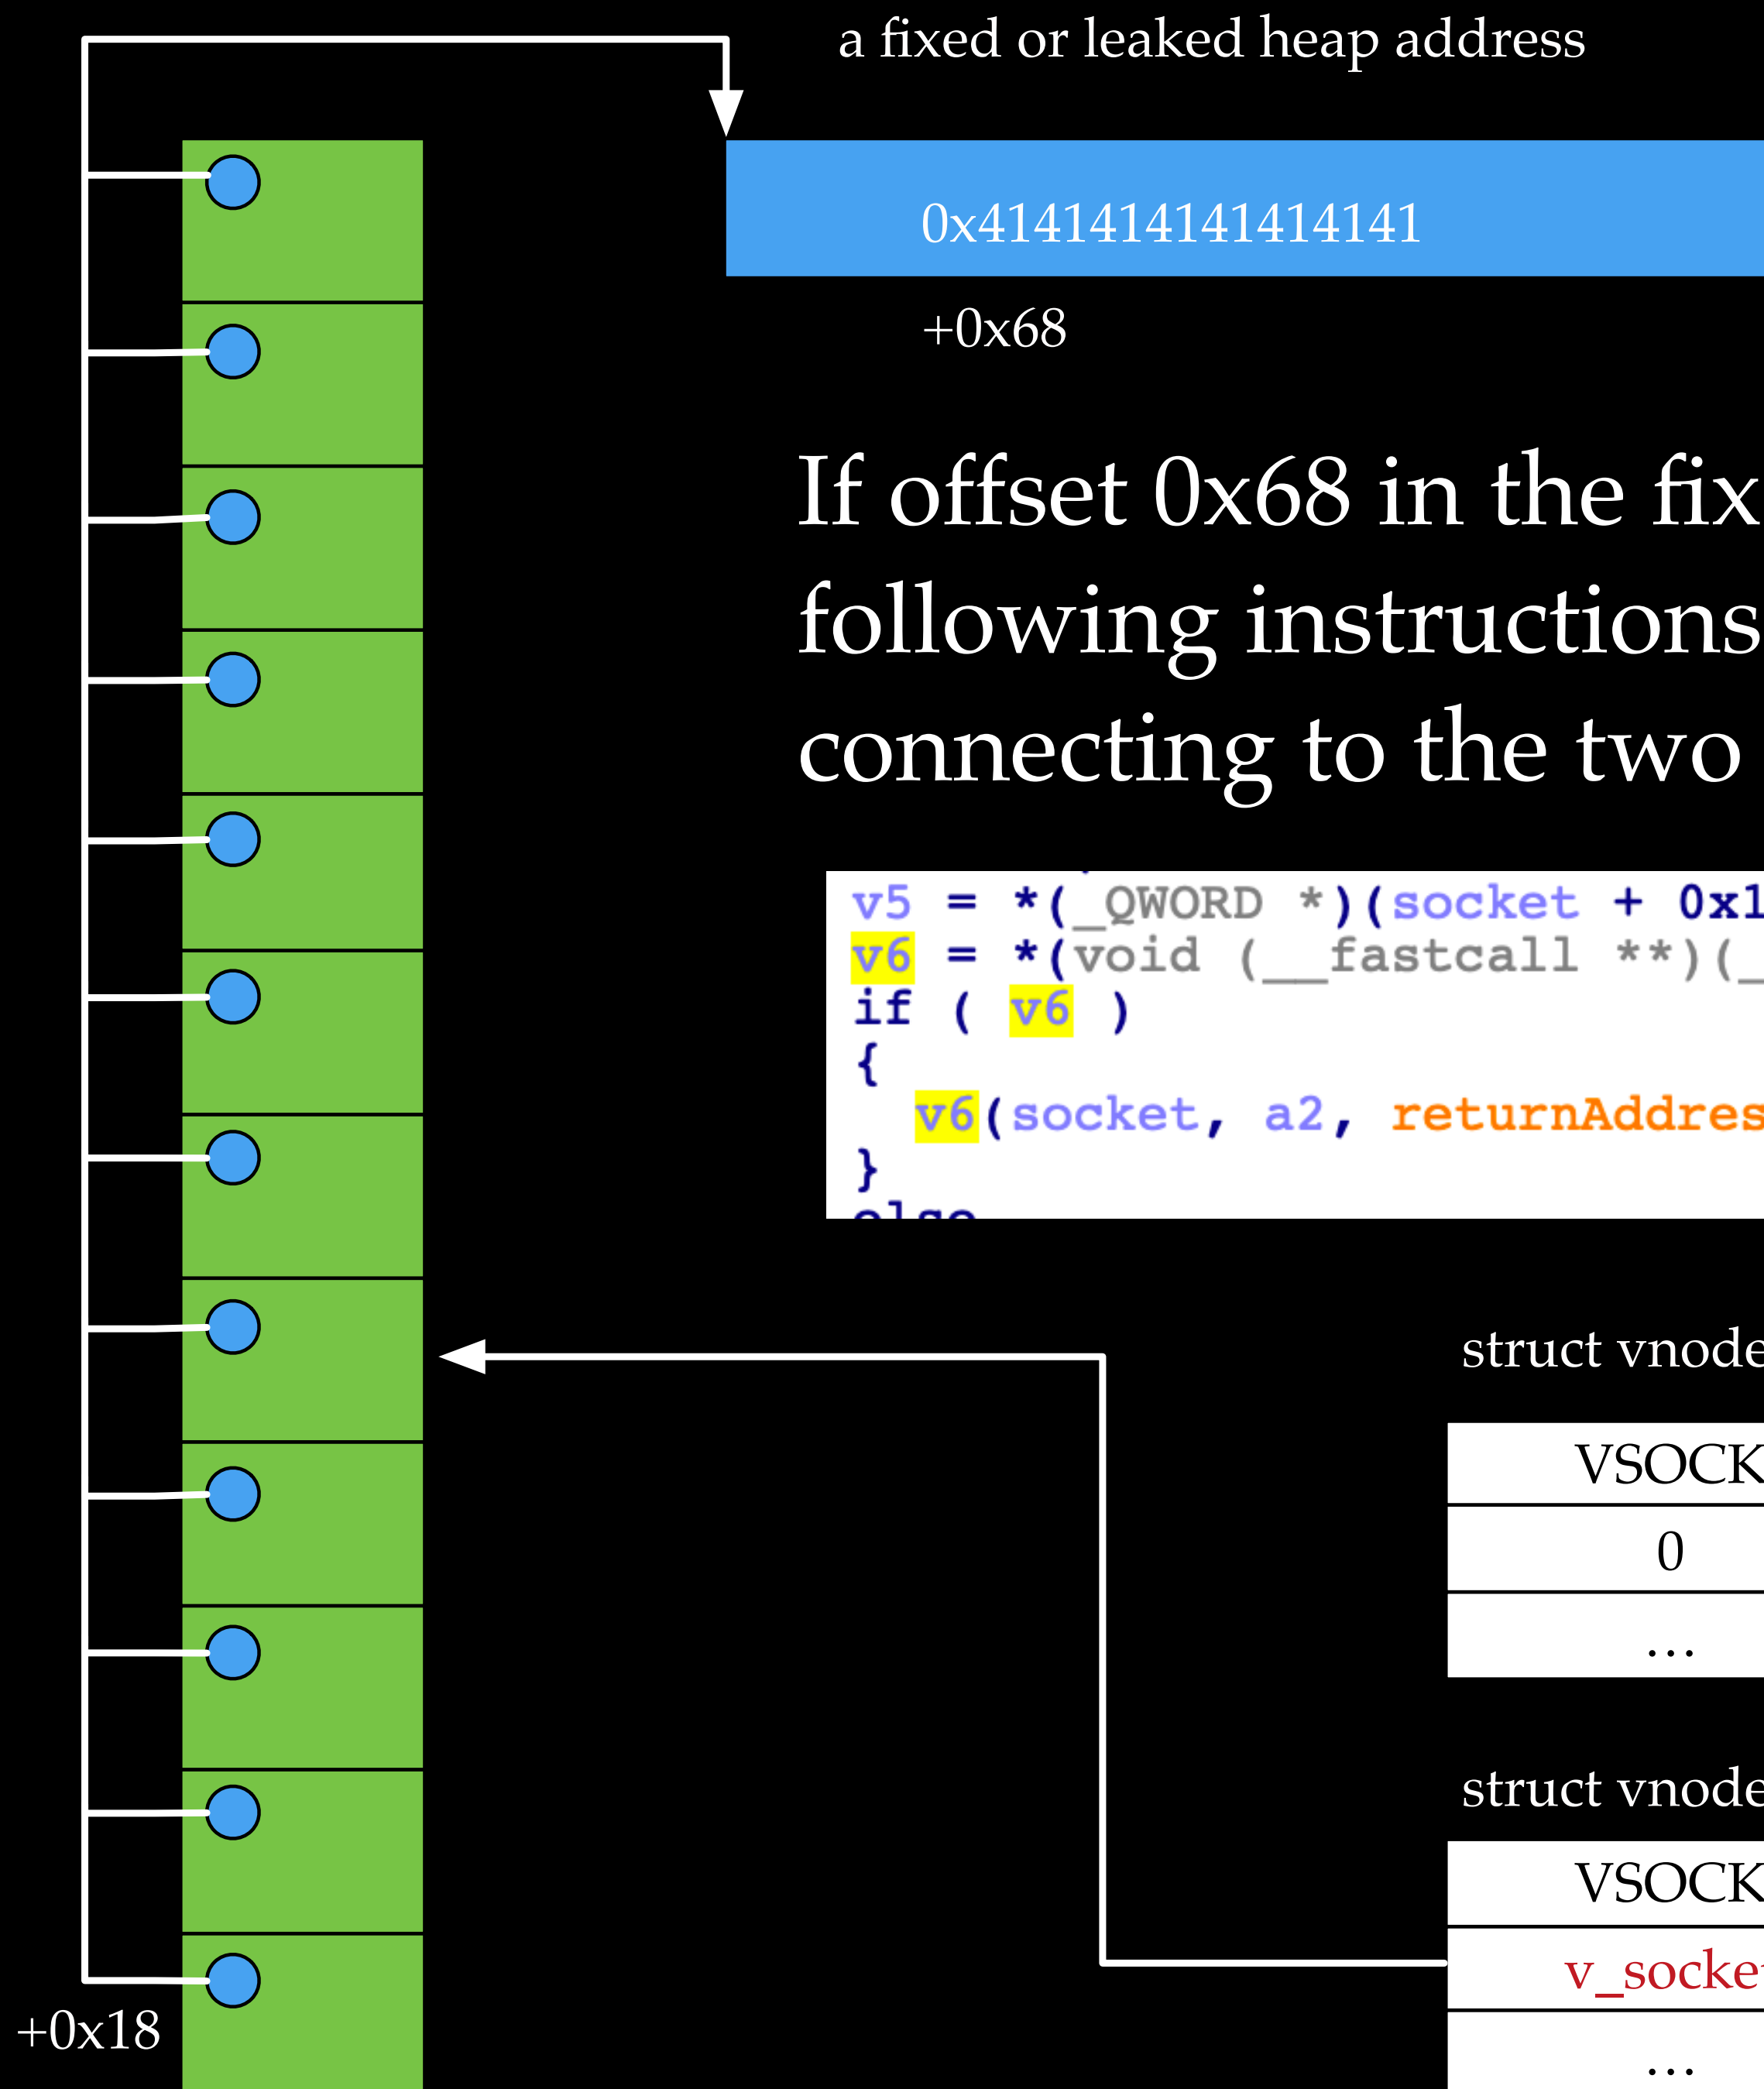 a fixed or leaked heap address
0x4141414141414141
+0x68
If offset 0x68 in the fix
following instructions
connecting to the two
v5 = *(_QWORD *)(socket + 0x1
v6 = *(void (__fastcall **)(_
if ( v6 )
{
v6(socket, a2, returnAddres
}
else
struct vnode
VSOCK
0
...
struct vnode
VSOCK
v_socket
...
+0x18